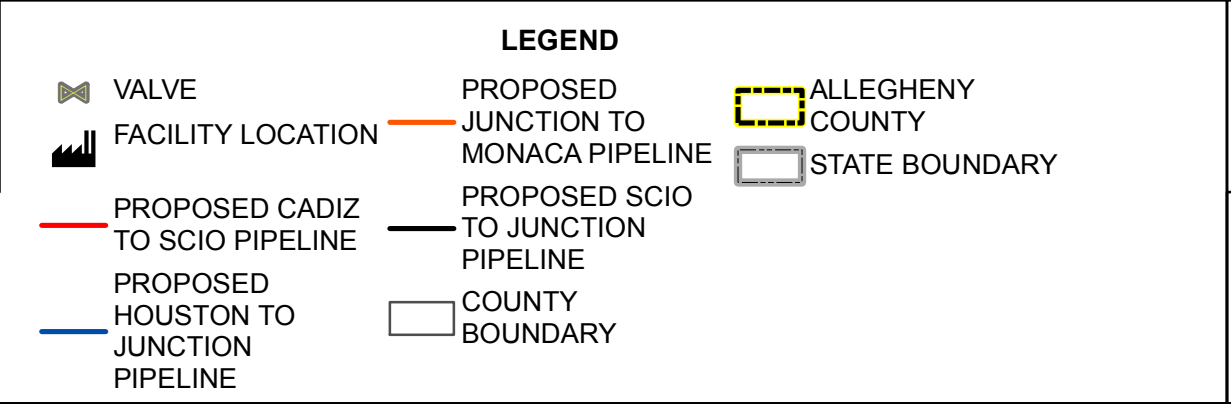 LEGEND
VALVE
FACILITY LOCATION
PROPOSED CADIZ
TO SCIO PIPELINE
PROPOSED
HOUSTON TO
JUNCTION
PIPELINE
PROPOSED
JUNCTION TO
MONACA PIPELINE
PROPOSED SCIO
TO JUNCTION
PIPELINE
COUNTY
BOUNDARY
ALLEGHENY
COUNTY
STATE BOUNDARY